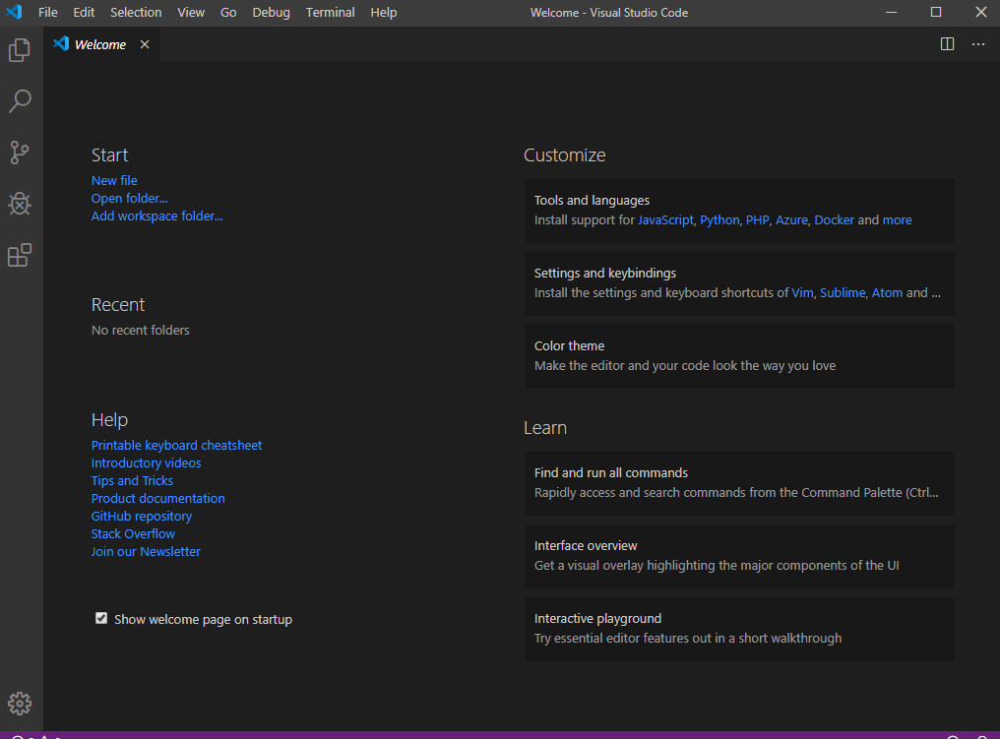 File Edit Selection View Go Debug Terminal Help Welcome - Visual Studio Code
Welcome
Start
New file
Open folder...
Add workspace folder...
Recent
No recent folders
Help
Printable keyboard cheatsheet
Introductory videos
Tips and Tricks
Product documentation
GitHub repository
Stack Overflow
Join our Newsletter
Show welcome page on startup
Customize
Tools and languages
Install support for JavaScript, Python, PHP, Azure, Docker and more
Settings and keybindings
Install the settings and keyboard shortcuts of Vim, Sublime, Atom and ...
Color theme
Make the editor and your code look the way you love
Learn
Find and run all commands
Rapidly access and search commands from the Command Palette (Ctrl...
Interface overview
Get a visual overlay highlighting the major components of the UI
Interactive playground
Try essential editor features out in a short walkthrough